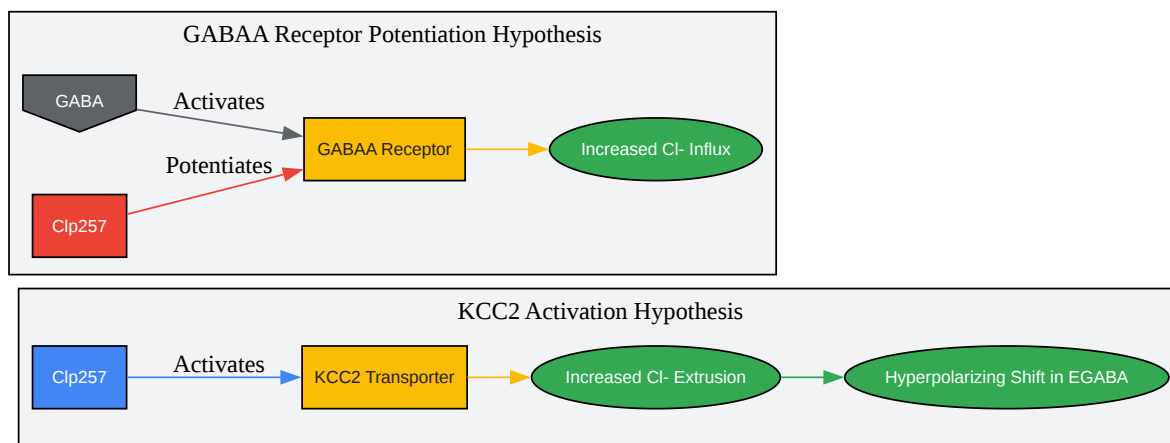 GABAA Receptor Potentiation Hypothesis
GABA
Activates
GABAA Receptor
Increased Cl- Influx
Potentiates
Clp257
KCC2 Activation Hypothesis
Clp257
Activates
KCC2 Transporter
Increased Cl- Extrusion
Hyperpolarizing Shift in EGABA